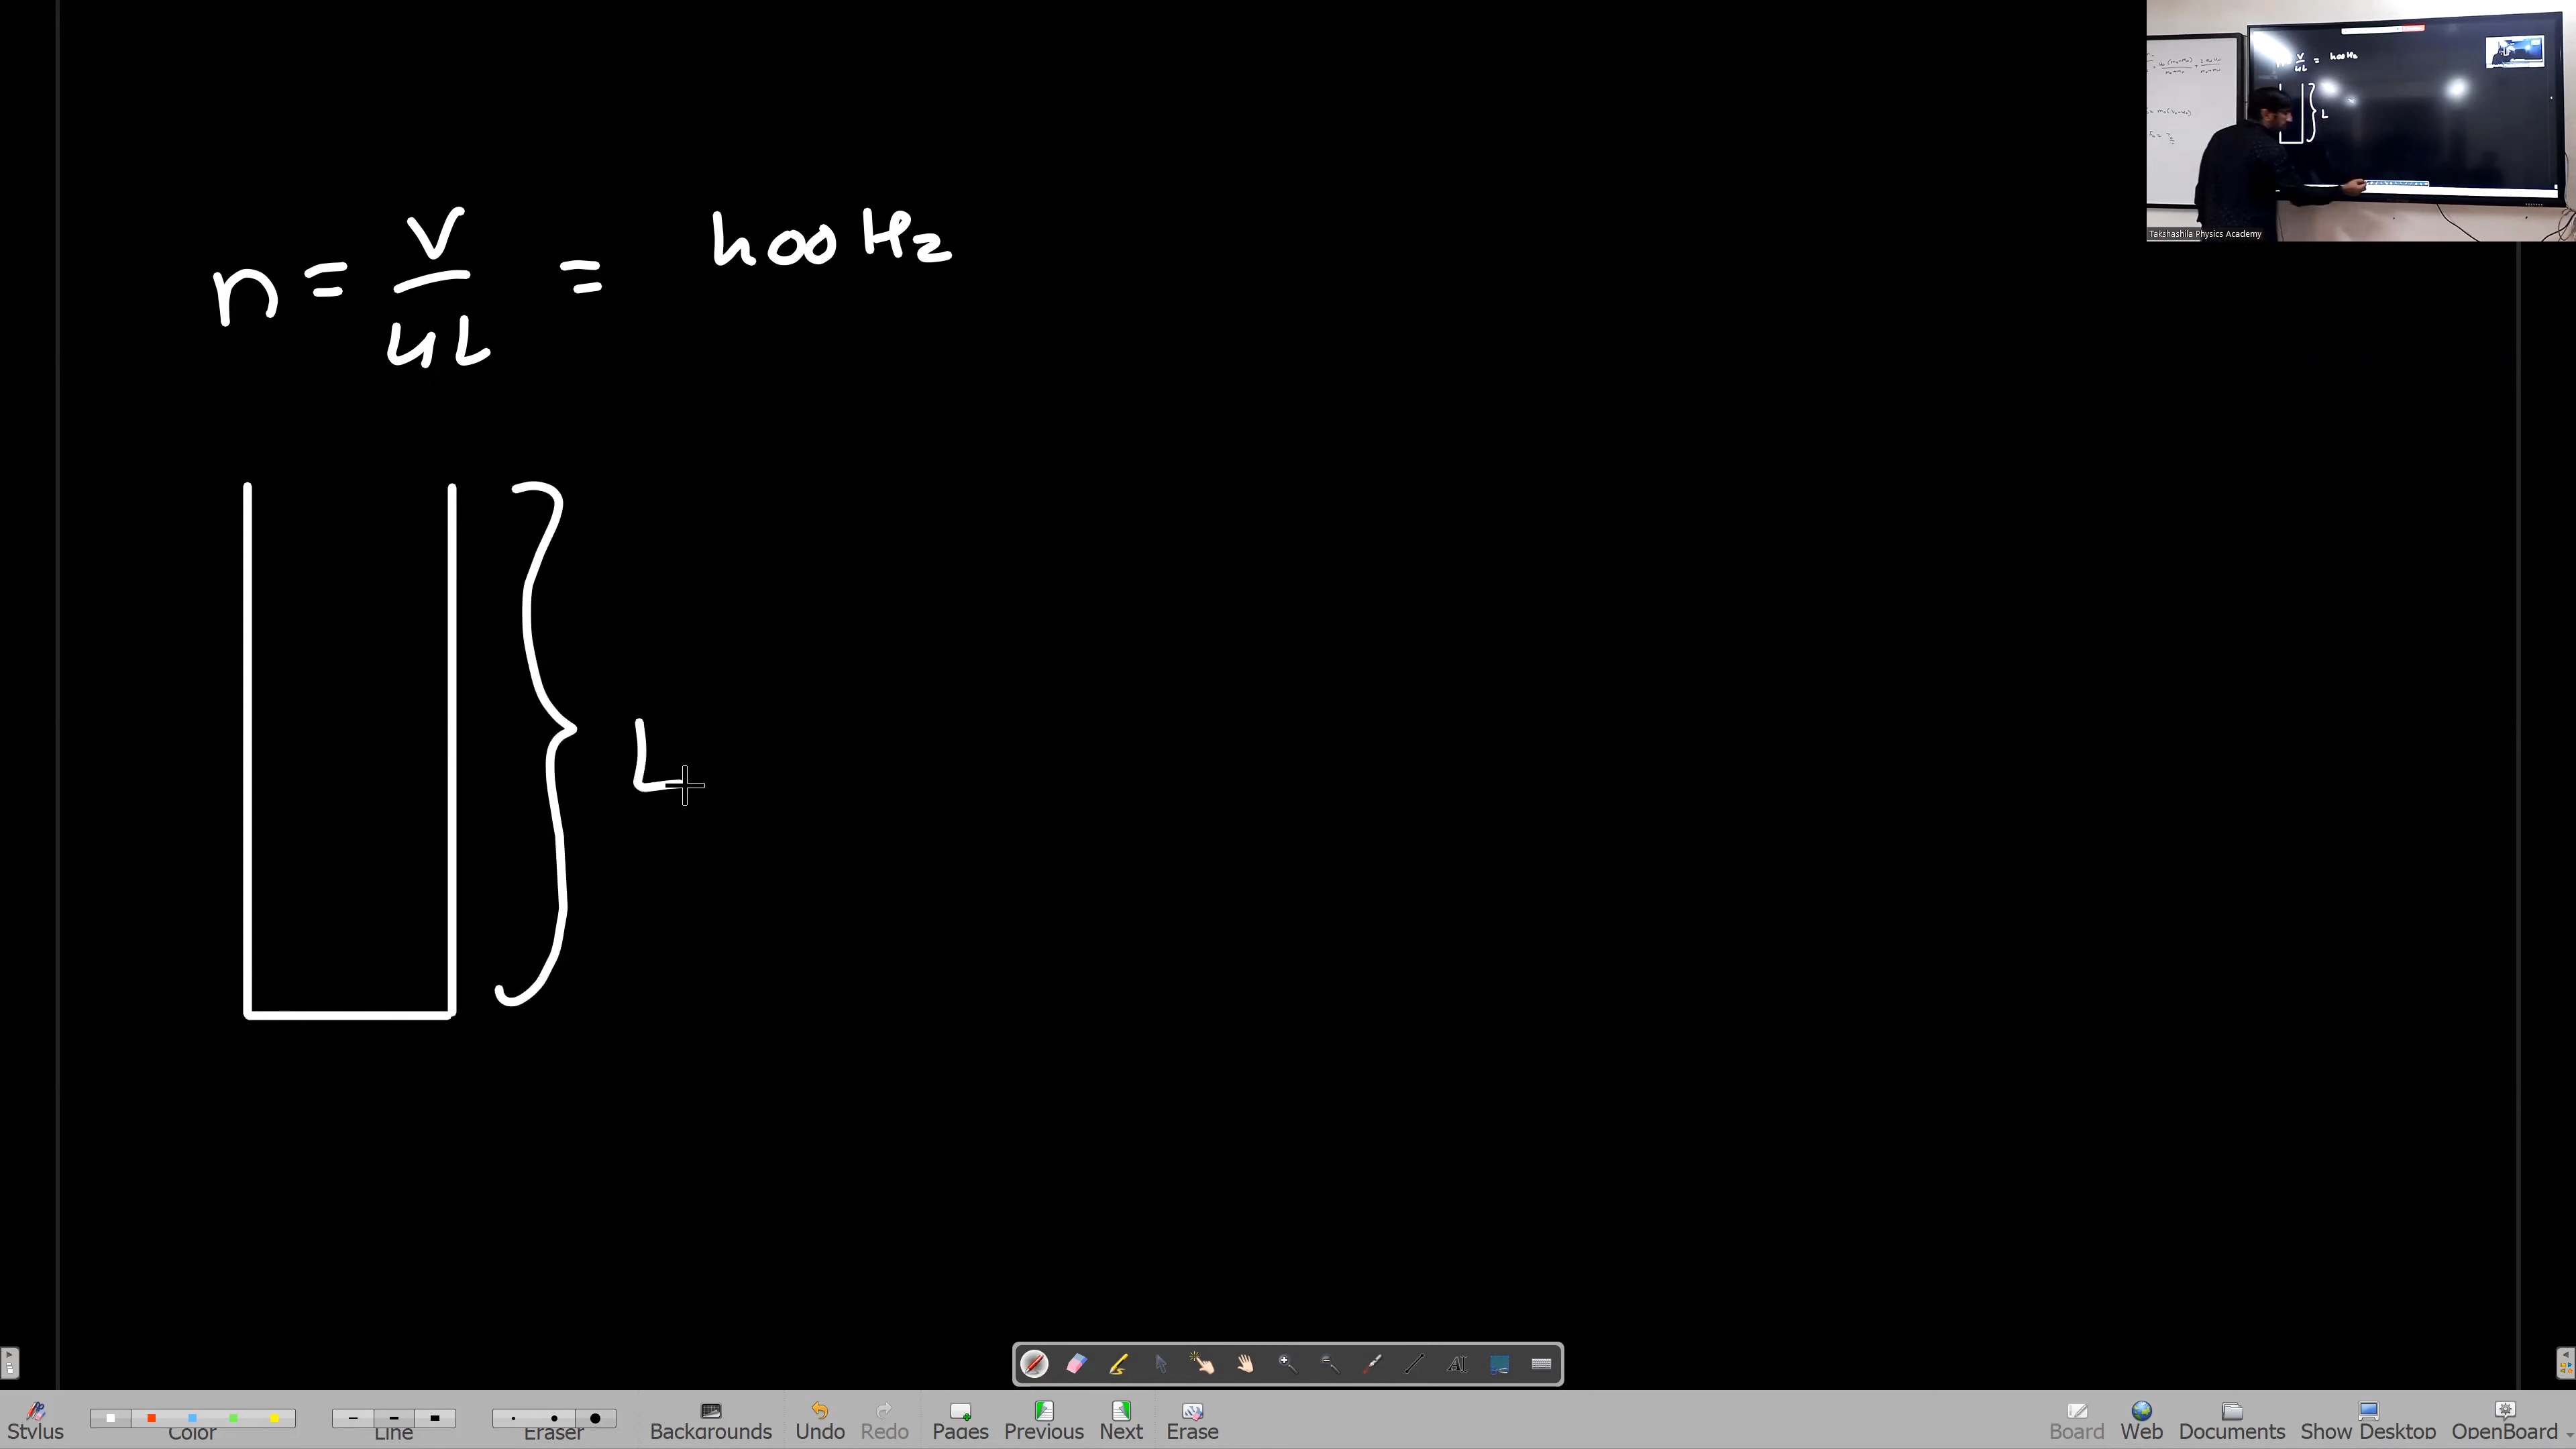 n = v/4L = 400 Hz
L
Takshashila Physics Academy
Stylus
Color
Line
Eraser
Backgrounds
Undo
Redo
Pages
Previous
Next
Erase
Board
Web
Documents
Show Desktop
OpenBoard